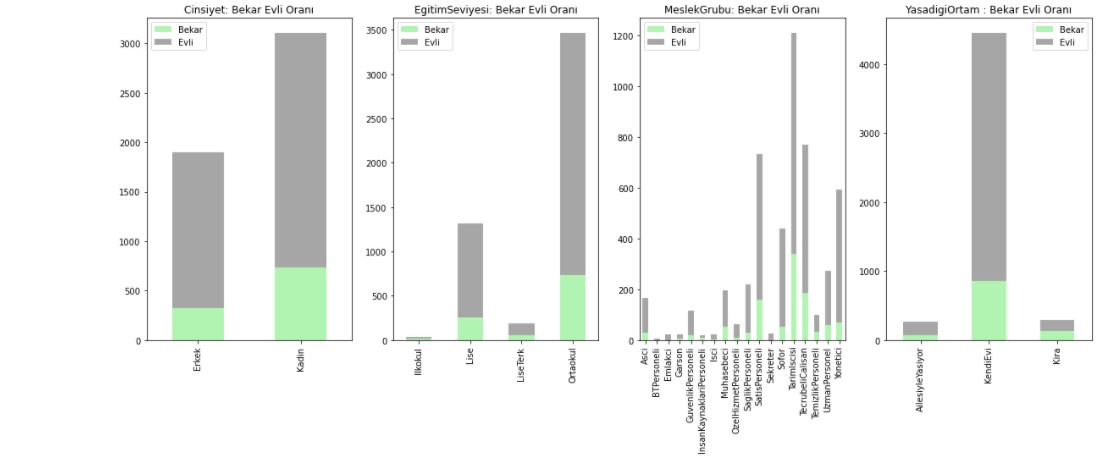 Cinsiyet: Bekar Evli Oranı
Bekar
Evli
3000
2500
2000
1500
1000
500
0
Erkek
Kadin
EgitimSeviyesi: Bekar Evli Oranı
Bekar
Evli
3500
3000
2500
2000
1500
1000
500
0
Ilkokul
Lise
LiseTerk
Ortaokul
MeslekGrubu: Bekar Evli Oranı
Bekar
Evli
1200
1000
800
600
400
200
0
Asci
BTPersoneli
Emlakci
Garson
GuvenlikPersoneli
InsanKaynaklariPersoneli
Isci
Muhasebeci
OzelHizmetPersoneli
SaglikPersoneli
SatisPersoneli
Sekreter
Sofor
TarimIscisi
TecrubeliCalisan
TemizlikPersoneli
UzmanPersonel
Yonetici
YasadigiOrtam : Bekar Evli Oranı
Bekar
Evli
4000
3000
2000
1000
0
AilesiyleYasiyor
KendiEvi
Kira